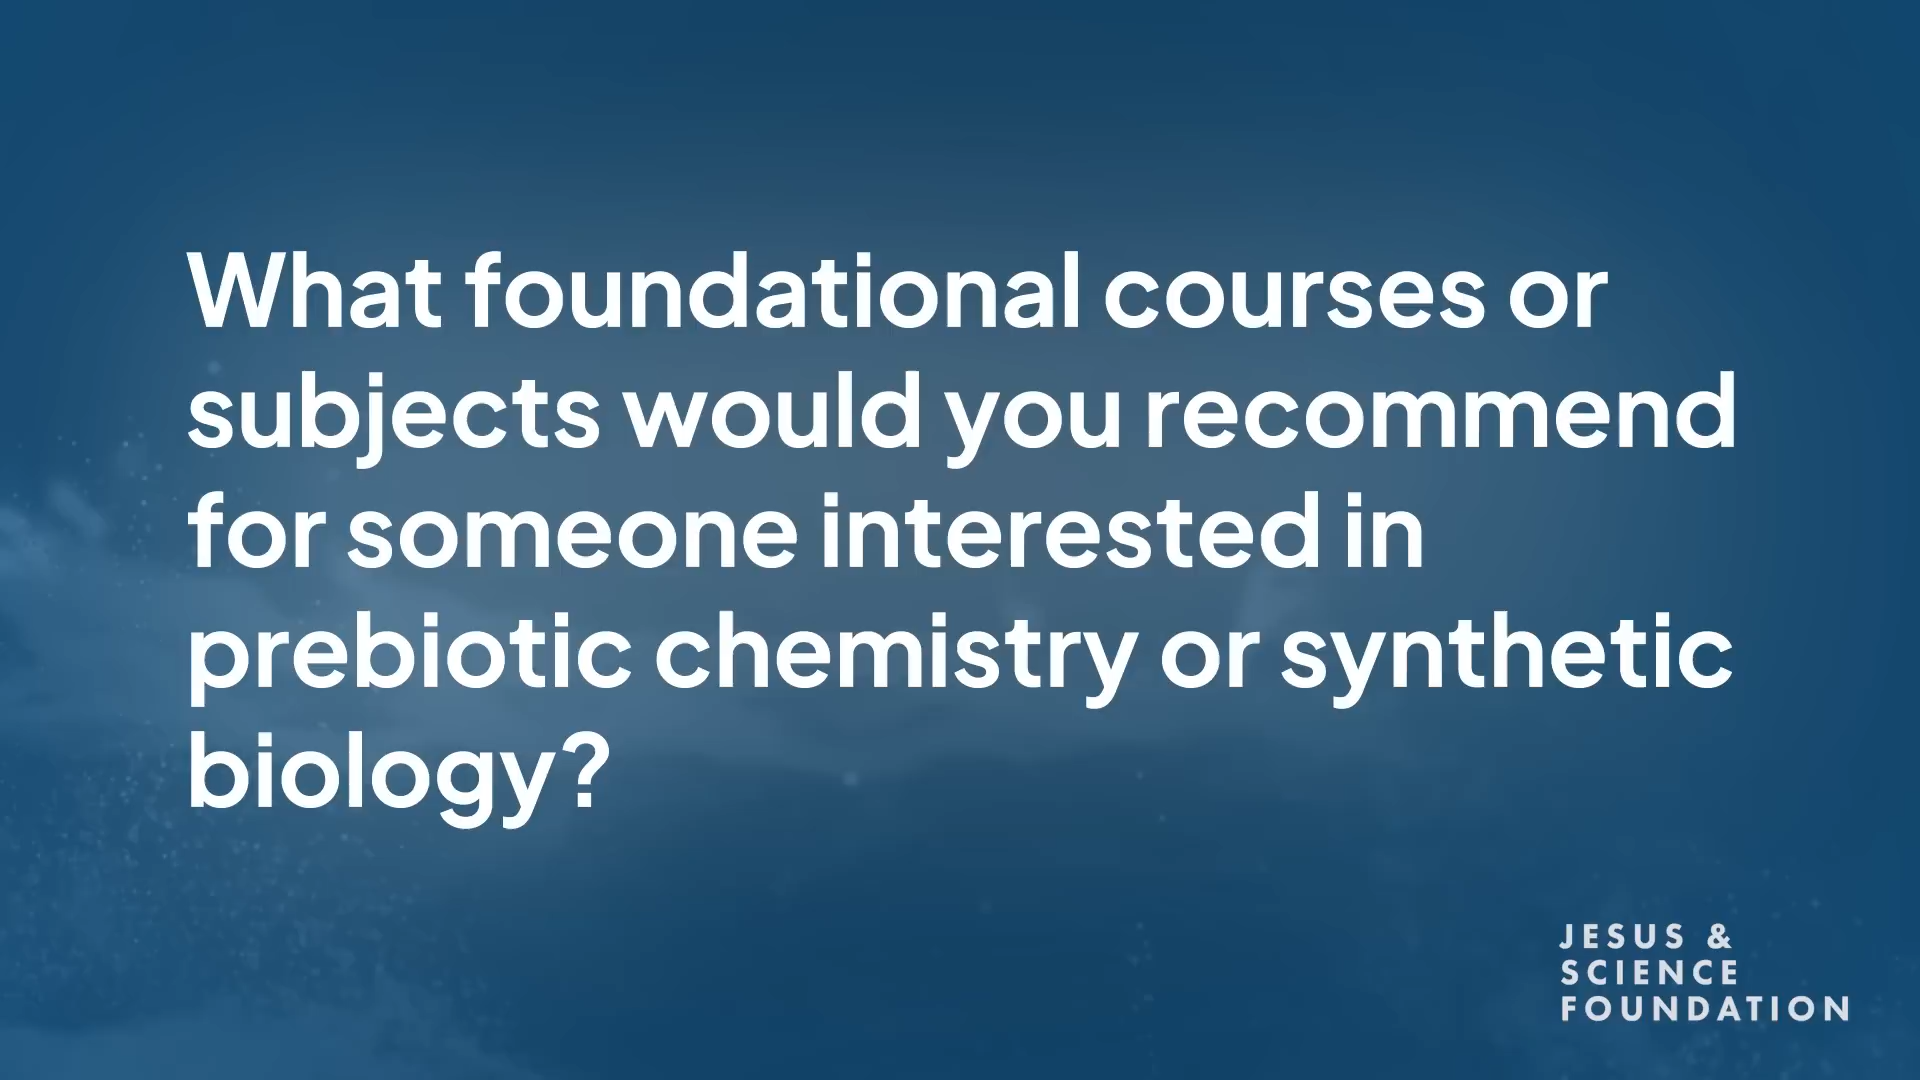 What foundational courses or
subjects would you recommend
for someone interested in
prebiotic chemistry or synthetic
biology?
JESUS &
SCIENCE
FOUNDATION